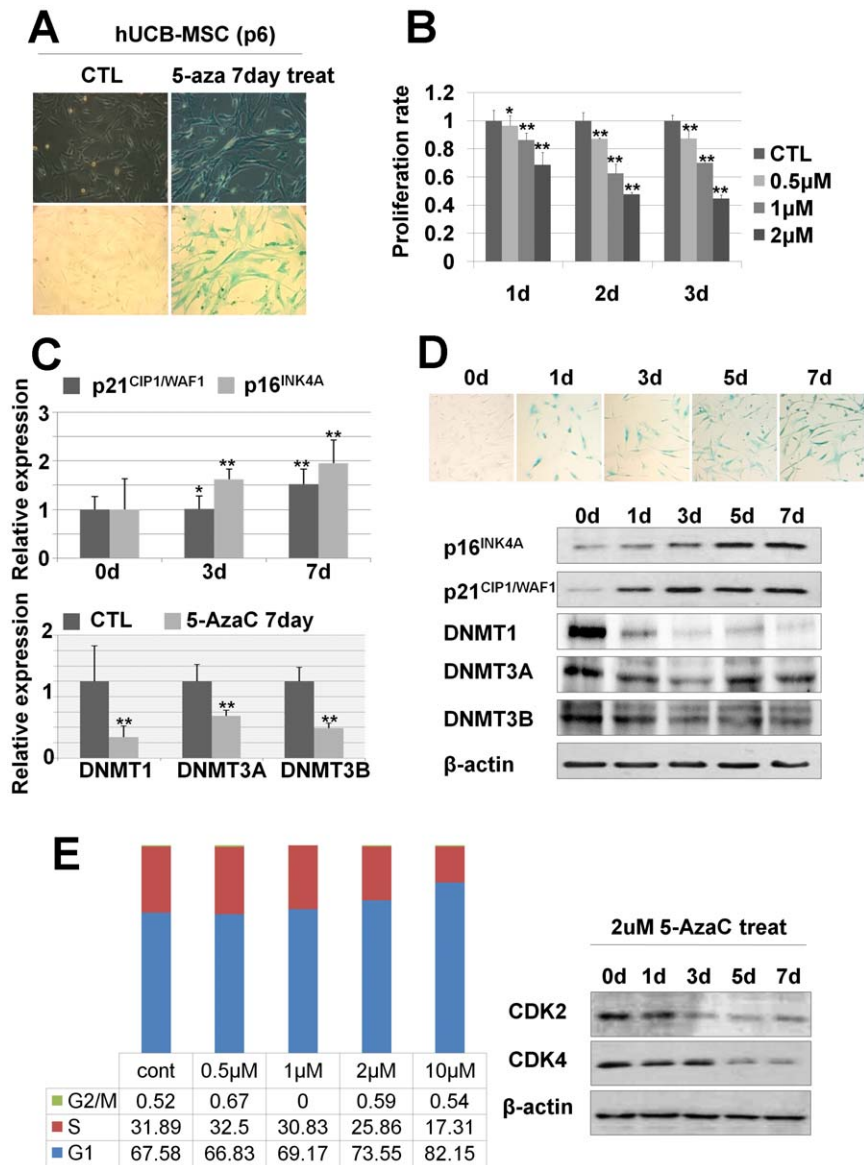 A
hUCB-MSC (p6)
CTL 5-aza 7day treat
B
Proliferation rate
1.2
1
0.8
0.6
0.4
0.2
0
* ** **
** ** **
** ** **
1d 2d 3d
CTL
0.5μM
1μM
2μM
C
p21CIP1/WAF1 p16INK4A
Relative expression
3
2
1
0
* ** ** **
0d 3d 7d
CTL 5-AzaC 7day
Relative expression
2
1
0
** ** **
DNMT1 DNMT3A DNMT3B
D
0d 1d 3d 5d 7d
0d 1d 3d 5d 7d
p16INK4A
p21CIP1/WAF1
DNMT1
DNMT3A
DNMT3B
β-actin
E
cont 0.5μM 1μM 2μM 10μM
G2/M 0.52 0.67 0 0.59 0.54
S 31.89 32.5 30.83 25.86 17.31
G1 67.58 66.83 69.17 73.55 82.15
2uM 5-AzaC treat
0d 1d 3d 5d 7d
CDK2
CDK4
β-actin